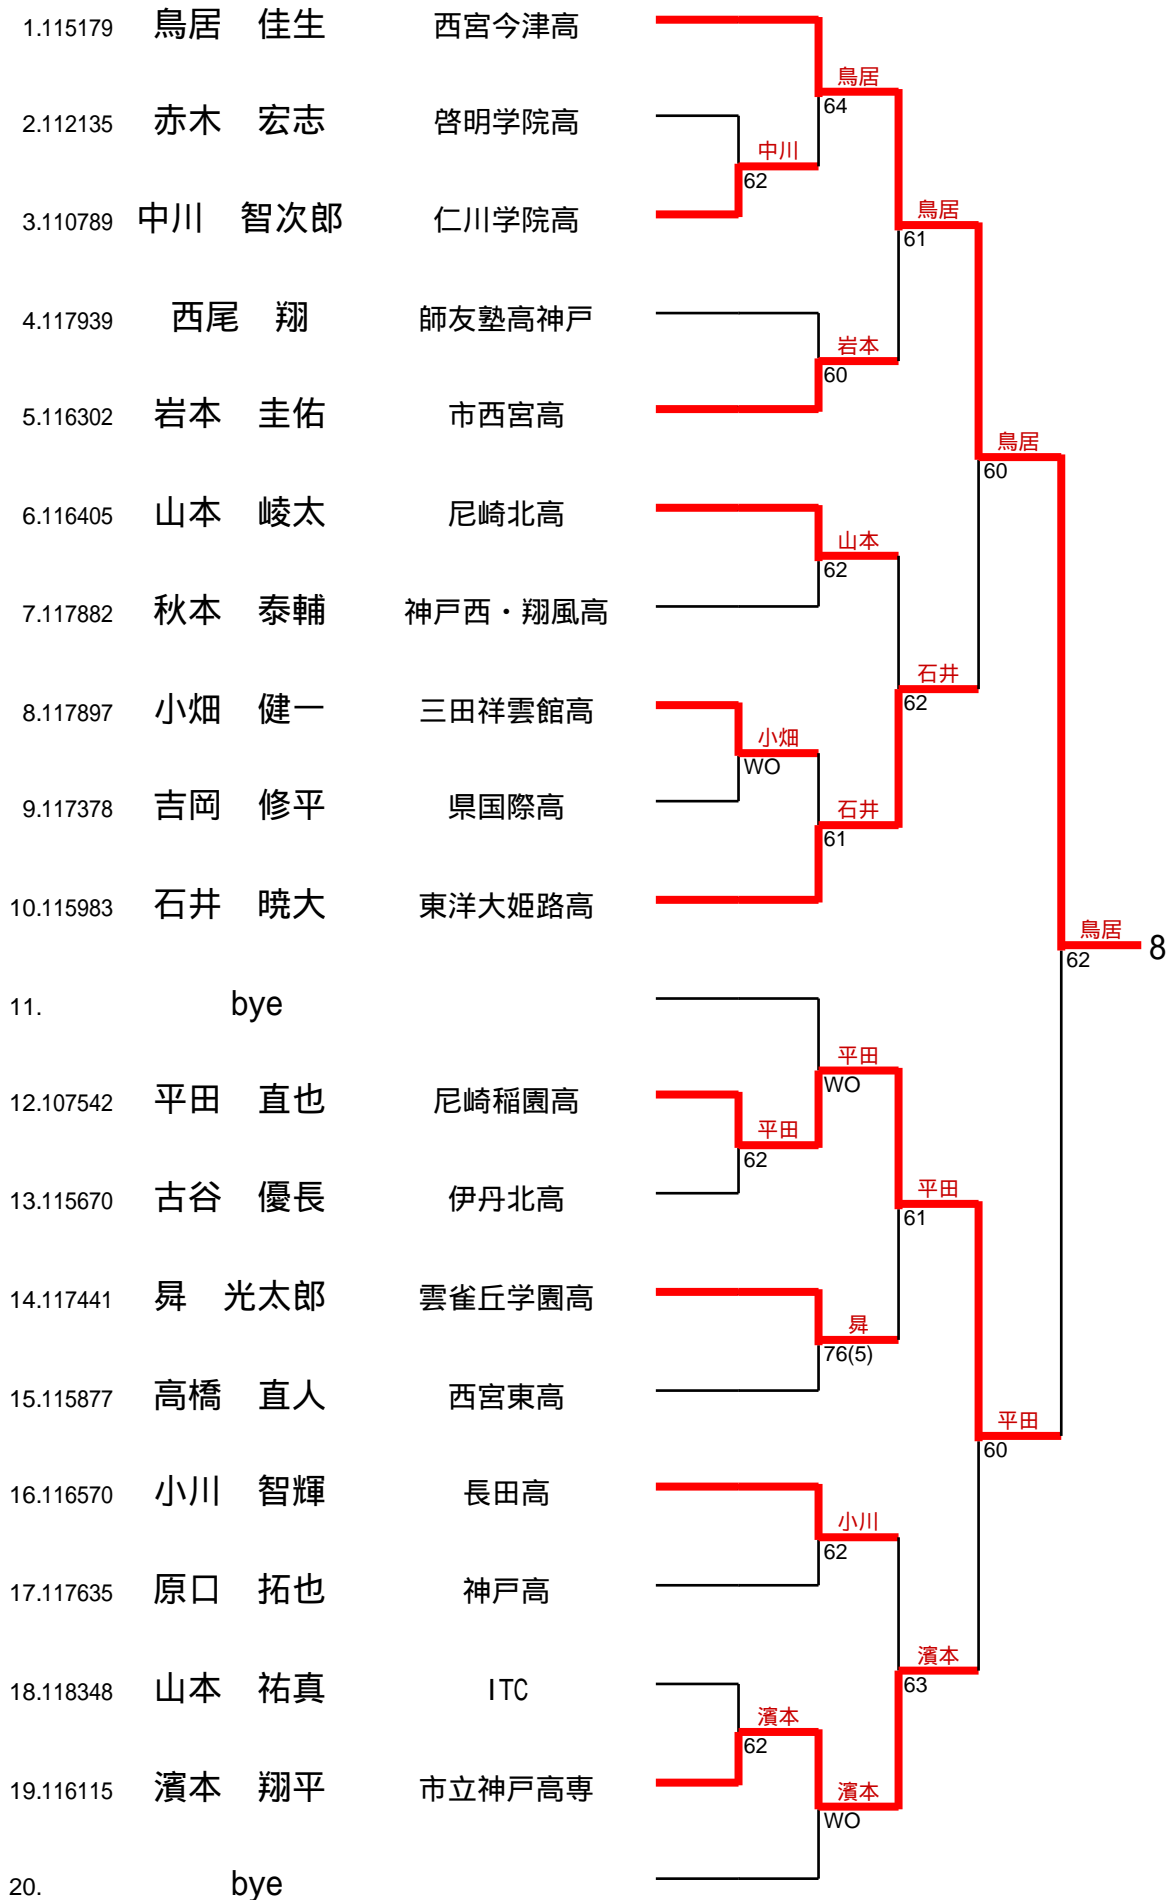 1.115179 鳥居 佳生 西宮今津高
鳥居
64
2.112135 赤木 宏志 啓明学院高
中川
62
3.110789 中川 智次郎 仁川学院高
鳥居
61
4.117939 西尾 翔 師友塾高神戸
岩本
60
5.116302 岩本 圭佑 市西宮高
鳥居
60
6.116405 山本 崚太 尼崎北高
山本
62
7.117882 秋本 泰輔 神戸西・翔風高
石井
62
8.117897 小畑 健一 三田祥雲館高
小畑
WO
9.117378 吉岡 修平 県国際高
石井
61
10.115983 石井 暁大 東洋大姫路高
鳥居
62
8
11. bye
平田
WO
12.107542 平田 直也 尼崎稲園高
平田
62
13.115670 古谷 優長 伊丹北高
平田
61
14.117441 曻 光太郎 雲雀丘学園高
曻
76(5)
15.115877 高橋 直人 西宮東高
平田
60
16.116570 小川 智輝 長田高
小川
62
17.117635 原口 拓也 神戸高
濱本
63
18.118348 山本 祐真 ITC
濱本
62
19.116115 濱本 翔平 市立神戸高専
濱本
WO
20. bye